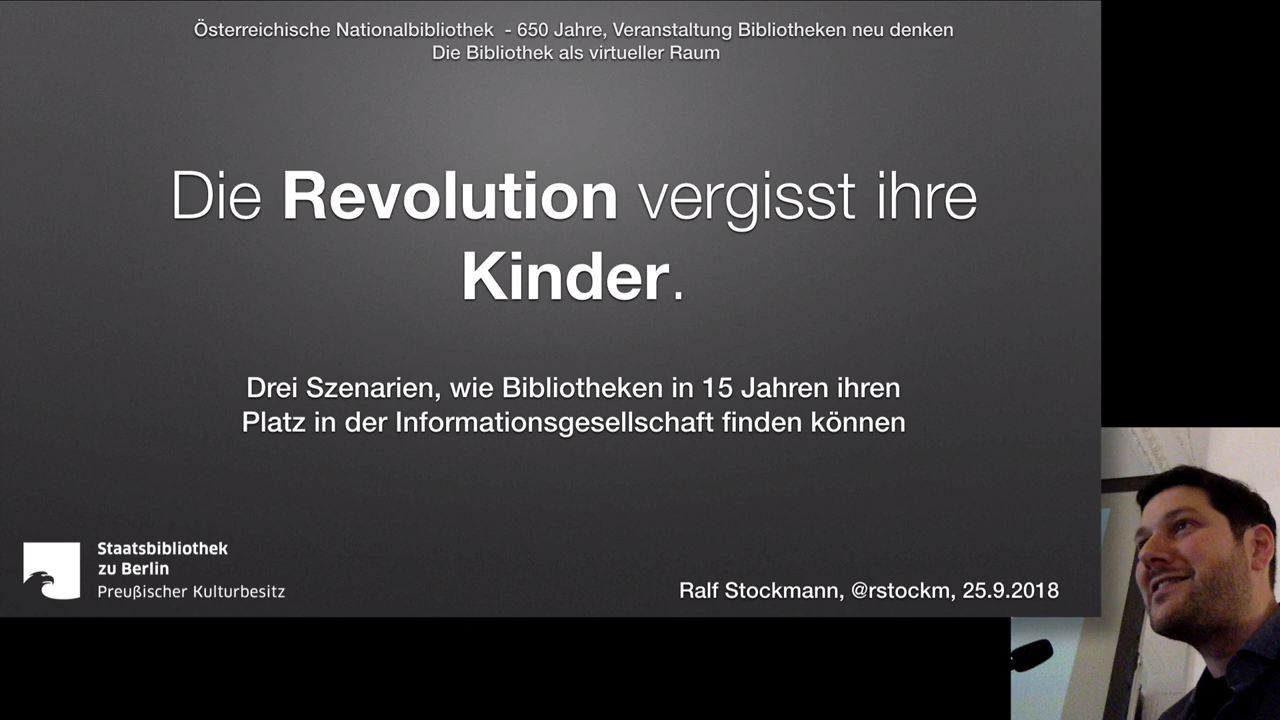 Österreichische Nationalbibliothek - 650 Jahre, Veranstaltung Bibliotheken neu denken
Die Bibliothek als virtueller Raum
Die Revolution vergisst ihre
Kinder.
Drei Szenarien, wie Bibliotheken in 15 Jahren ihren
Platz in der Informationsgesellschaft finden können
Staatsbibliothek
zu Berlin
Preußischer Kulturbesitz
Ralf Stockmann, @rstockm, 25.9.2018